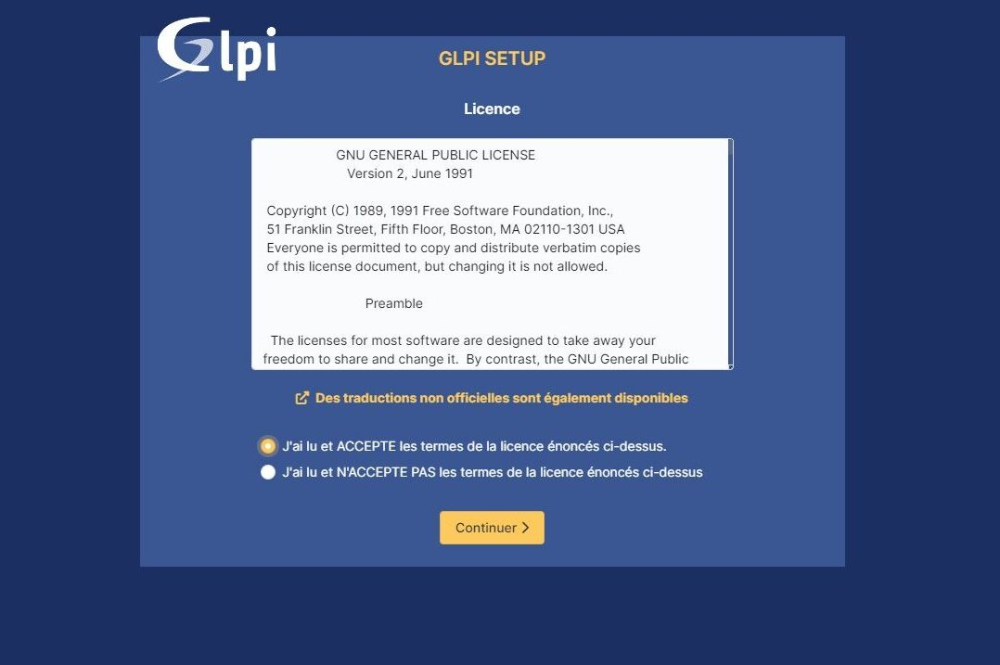 Glpi
GLPI SETUP
Licence
GNU GENERAL PUBLIC LICENSE
Version 2, June 1991
Copyright (C) 1989, 1991 Free Software Foundation, Inc.,
51 Franklin Street, Fifth Floor, Boston, MA 02110-1301 USA
Everyone is permitted to copy and distribute verbatim copies
of this license document, but changing it is not allowed.
Preamble
The licenses for most software are designed to take away your
freedom to share and change it. By contrast, the GNU General Public
Des traductions non officielles sont également disponibles
J'ai lu et ACCEPTE les termes de la licence énoncés ci-dessus.
J'ai lu et N'ACCEPTE PAS les termes de la licence énoncés ci-dessus
Continuer